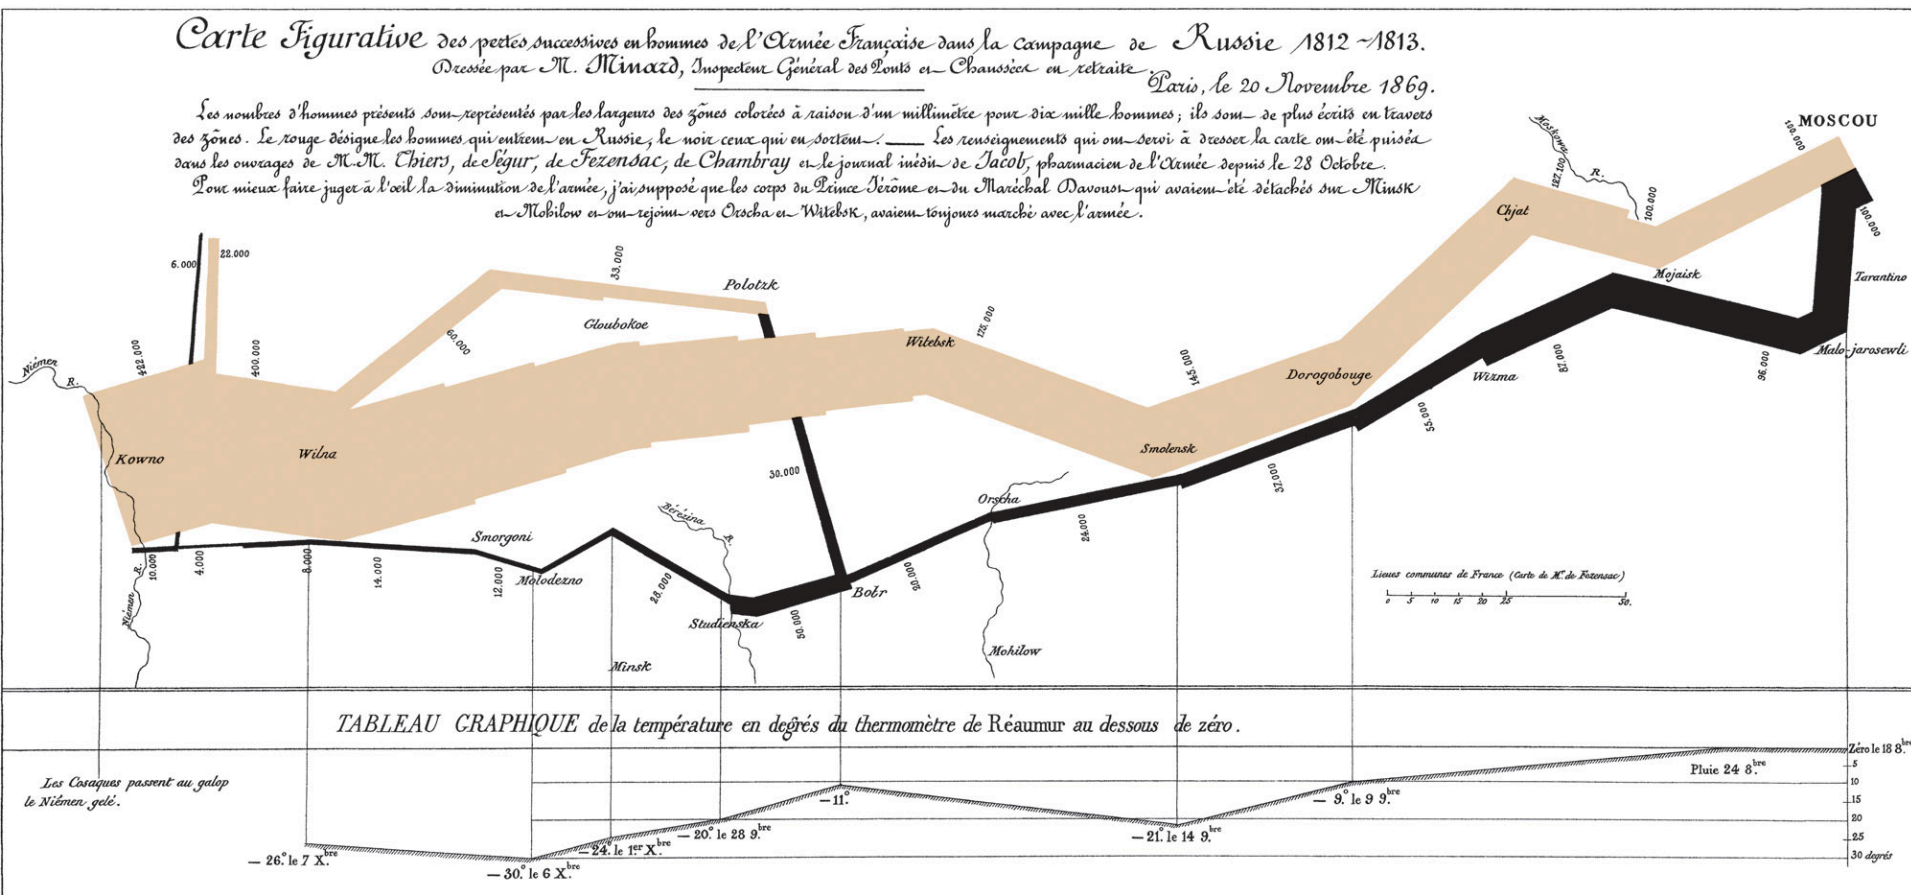 Carte Figurative des pertes successives en hommes de l'Armée Française dans la campagne de Russie 1812-1813.
Dressée par M. Minard, Inspecteur Général des Ponts et Chaussées en retraite.
Paris, le 20 Novembre 1869.
Les nombres d'hommes présents sont représentés par les largeurs des zônes colorées à raison d'un millimètre pour dix mille hommes; ils sont de plus écrits en travers
des zônes. Le rouge désigne les hommes qui entrent en Russie, le noir ceux qui en sortent. ___ Les renseignements qui ont servi à dresser la carte ont été puisés
dans les ouvrages de M.M. Thiers, de Ségur, de Fezensac, de Chambray et le journal inédit de Jacob, pharmacien de l'Armée depuis le 28 Octobre.
Pour mieux faire juger à l'œil la diminution de l'armée, j'ai supposé que les corps du Prince Jérôme et du Maréchal Davoust qui avaient été détachés sur Minsk
et Mohilow et ont rejoint vers Orscha et Witebsk, avaient toujours marché avec l'armée.
MOSCOU
100.000
Moskowa
R.
127.100
100.000
Chjat
100.000
Mojaisk
Tarantino
Malo-jarosewli
6.000
22.000
33.000
Polotzk
Gloubokoe
60.000
175.000
Witebsk
422.000
400.000
Niémen
R.
145.000
Dorogobouge
Wizma
87.000
96.000
55.000
Kowno
Wilna
Smolensk
30.000
37.000
Orscha
Bérézina
R.
24.000
Smorgoni
10.000
4.000
8.000
14.000
12.000
Molodezno
28.000
Bobr
20.000
Studienska
50.000
R.
Niémen
Minsk
Mohilow
Lieues communes de France (Carte de Mr. de Fezensac)
0 5 10 15 20 25 50.
TABLEAU GRAPHIQUE de la température en degrés du thermomètre de Réaumur au dessous de zéro.
Zéro le 18 8.bre
Pluie 24 8.bre
5
10
15
20
25
30 degrés
Les Cosaques passent au galop
le Niémen gelé.
— 26.° le 7 X.bre
— 30.° le 6 X.bre
— 24.° le 1.er X.bre
— 20.° le 28 9.bre
— 11.°
— 21.° le 14 9.bre
— 9.° le 9 9.bre